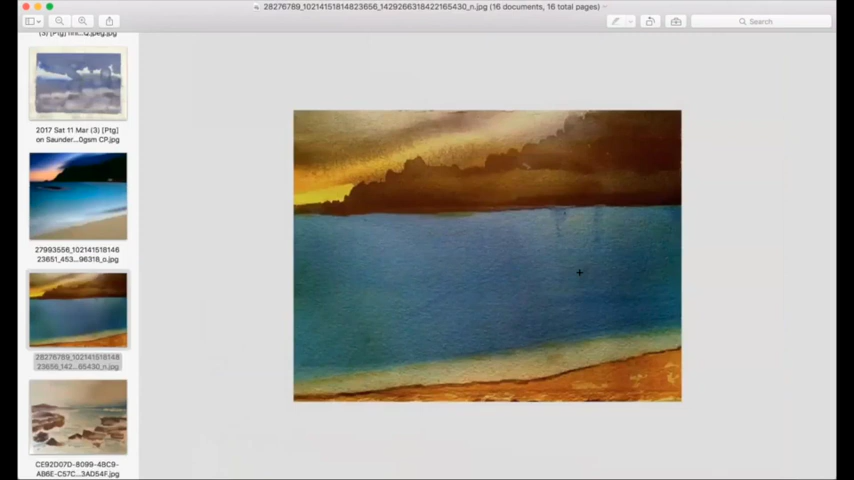 28276789_10214151814823656_1429266318422165430_n.jpg (16 documents, 16 total pages)
Search
2017 Sat 11 Mar (3) [Ptg]
on Saunder...0gsm CP.jpg
27993556_102141518146
23651_453...96318_o.jpg
28276789_102141518148
23656_142...65430_n.jpg
CE92D07D-8099-4BC9-
AB6E-C57C...3AD54F.jpg